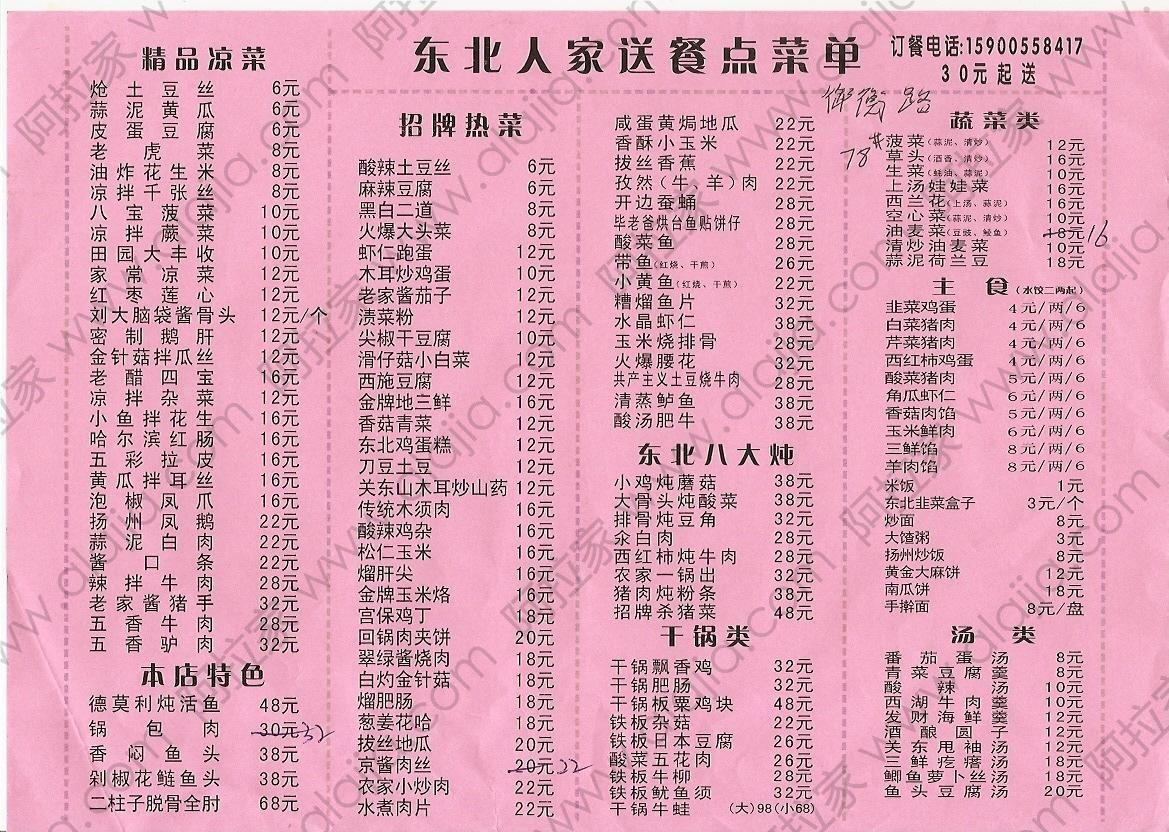 东北人家送餐点菜单
订餐电话:15900558417
30元起送
精品凉菜
炝土豆丝 6元
蒜泥黄瓜 6元
皮蛋豆腐 6元
老虎菜 8元
油炸花生米 8元
凉拌千张丝 8元
八宝菠菜 10元
凉拌蕨菜 10元
田园大丰收 10元
家常凉菜 12元
红枣莲心 12元
刘大脑袋酱骨头 12元/个
密制鹅肝 12元
金针菇拌瓜丝 12元
老醋四宝 16元
凉拌杂菜 12元
小鱼拌花生 16元
哈尔滨红肠 16元
五彩拉皮 16元
黄瓜拌耳丝 16元
泡椒凤爪 16元
扬州凤鹅 22元
蒜泥白肉 22元
酱口条 22元
辣拌牛肉 28元
老家酱猪手 32元
五香牛肉 28元
五香驴肉 32元
本店特色
德莫利炖活鱼 48元
锅包肉 30元 32
香焖鱼头 38元
剁椒花鲢鱼头 38元
二柱子脱骨全肘 68元
招牌热菜
酸辣土豆丝 6元
麻辣豆腐 6元
黑白二道 8元
火爆大头菜 8元
虾仁跑蛋 12元
木耳炒鸡蛋 10元
老家酱茄子 12元
渍菜粉 12元
尖椒干豆腐 10元
滑仔菇小白菜 12元
西施豆腐 12元
金牌地三鲜 16元
香菇青菜 12元
东北鸡蛋糕 12元
刀豆土豆 12元
关东山木耳炒山药 12元
传统木须肉 16元
酸辣鸡杂 16元
松仁玉米 16元
熘肝尖 16元
金牌玉米烙 16元
宫保鸡丁 18元
回锅肉夹饼 20元
翠绿酱烧肉 18元
白灼金针菇 18元
熘肥肠 18元
葱姜花哈 18元
拔丝地瓜 20元
京酱肉丝 20元 22
农家小炒肉 22元
水煮肉片 22元
咸蛋黄焗地瓜 22元
香酥小玉米 22元
拔丝香蕉 22元
孜然(牛、羊)肉 22元
开边蚕蛹 28元
毕老爸烘台鱼贴饼仔 28元
酸菜鱼 28元
带鱼(红烧、干煎) 26元
小黄鱼(红烧、干煎) 22元
糟熘鱼片 32元
水晶虾仁 38元
玉米烧排骨 28元
火爆腰花 32元
共产主义土豆烧牛肉 28元
清蒸鲈鱼 38元
酸汤肥牛 38元
东北八大炖
小鸡炖蘑菇 38元
大骨头炖酸菜 38元
排骨炖豆角 32元
汆白肉 28元
西红柿炖牛肉 28元
农家一锅出 32元
猪肉炖粉条 38元
招牌杀猪菜 48元
干锅类
干锅飘香鸡 32元
干锅肥肠 32元
干锅板粟鸡块 48元
铁板杂菇 22元
铁板日本豆腐 26元
酸菜五花肉 26元
铁板牛柳 28元
铁板鱿鱼须 32元
干锅牛蛙 (大)98(小68)
78#
蔬菜类
菠菜(蒜泥、清炒) 12元
草头(酒香、清炒) 16元
生菜(蚝油、蒜泥) 10元
上汤娃娃菜 16元
西兰花(上汤、蒜泥) 16元
空心菜(蒜泥、清炒) 10元
油麦菜(豆豉、鲮鱼) 18元 16
清炒油麦菜 10元
蒜泥荷兰豆 18元
主食(水饺二两起)
韭菜鸡蛋 4元/两/6
白菜猪肉 4元/两/6
芹菜猪肉 4元/两/6
西红柿鸡蛋 4元/两/6
酸菜猪肉 5元/两/6
角瓜虾仁 6元/两/6
香菇肉馅 5元/两/6
玉米鲜肉 6元/两/6
三鲜馅 8元/两/6
羊肉馅 8元/两/6
米饭 1元
东北韭菜盒子 3元/个
炒面 8元
大馇粥 3元
扬州炒饭 8元
黄金大麻饼 12元
南瓜饼 18元
手擀面 8元/盘
汤类
番茄蛋汤 8元
青菜豆腐羹 8元
酸辣汤 10元
西湖牛肉羹 10元
发财海鲜羹 12元
酒酿圆子 12元
关东甩袖汤 12元
三鲜疙瘩汤 18元
鲫鱼萝卜丝汤 18元
鱼头豆腐汤 20元
阿拉家 www.alajia.com